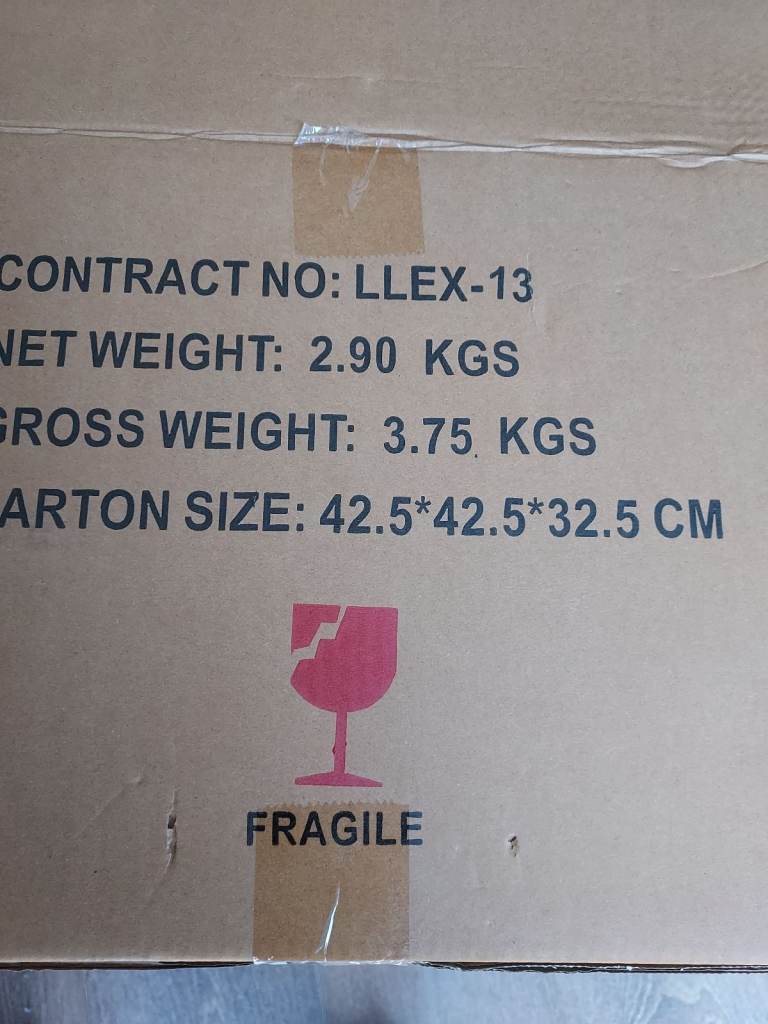 CONTRACT NO: LLEX-13
NET WEIGHT: 2.90 KGS
GROSS WEIGHT: 3.75 KGS
ARTON SIZE: 42.5*42.5*32.5 CM
FRAGILE